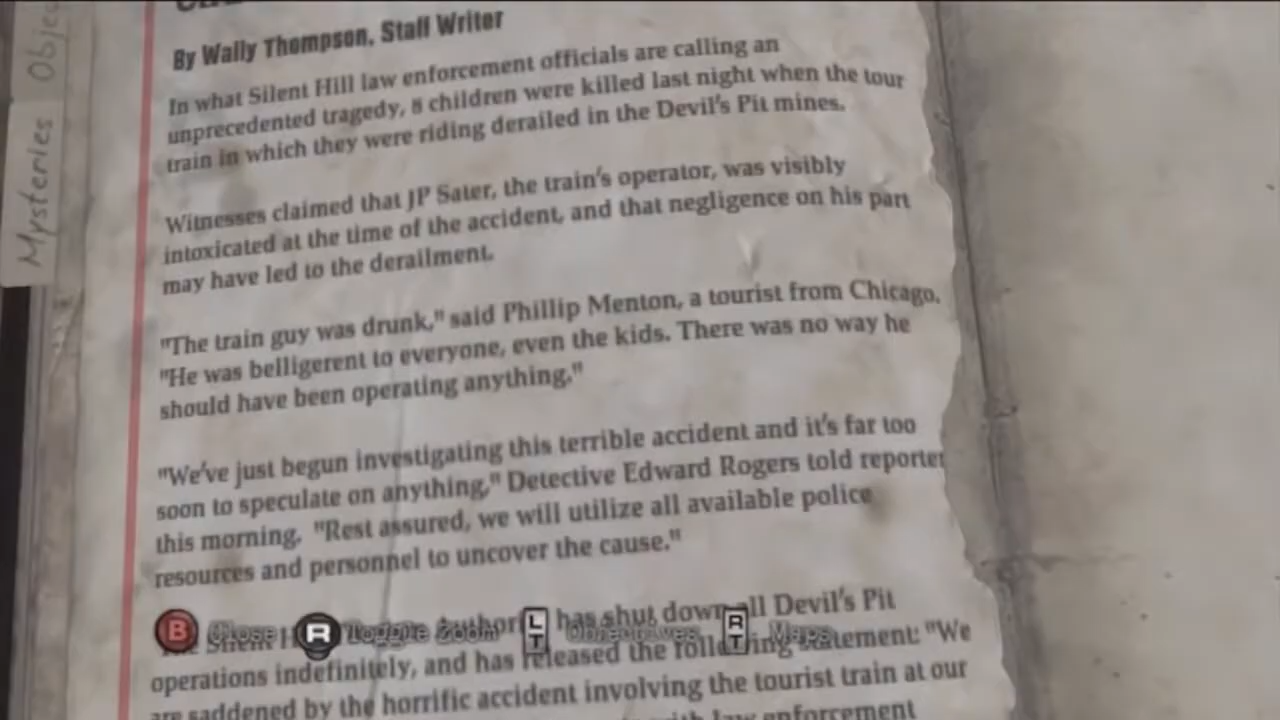 Mysteries
Objec
By Wally Thompson, Staff Writer
In what Silent Hill law enforcement officials are calling an
unprecedented tragedy, 8 children were killed last night when the tour
train in which they were riding derailed in the Devil's Pit mines.
Witnesses claimed that JP Sater, the train's operator, was visibly
intoxicated at the time of the accident, and that negligence on his part
may have led to the derailment.
"The train guy was drunk," said Phillip Menton, a tourist from Chicago.
"He was belligerent to everyone, even the kids. There was no way he
should have been operating anything."
"We've just begun investigating this terrible accident and it's far too
soon to speculate on anything," Detective Edward Rogers told reporter
this morning. "Rest assured, we will utilize all available police
resources and personnel to uncover the cause."
Silent has shut down all Devil's Pit
B Close R Toggle Zoom LT Objectives RT Maps
operations indefinitely, and has released the following statement: "We
are saddened by the horrific accident involving the tourist train at our
law enforcement